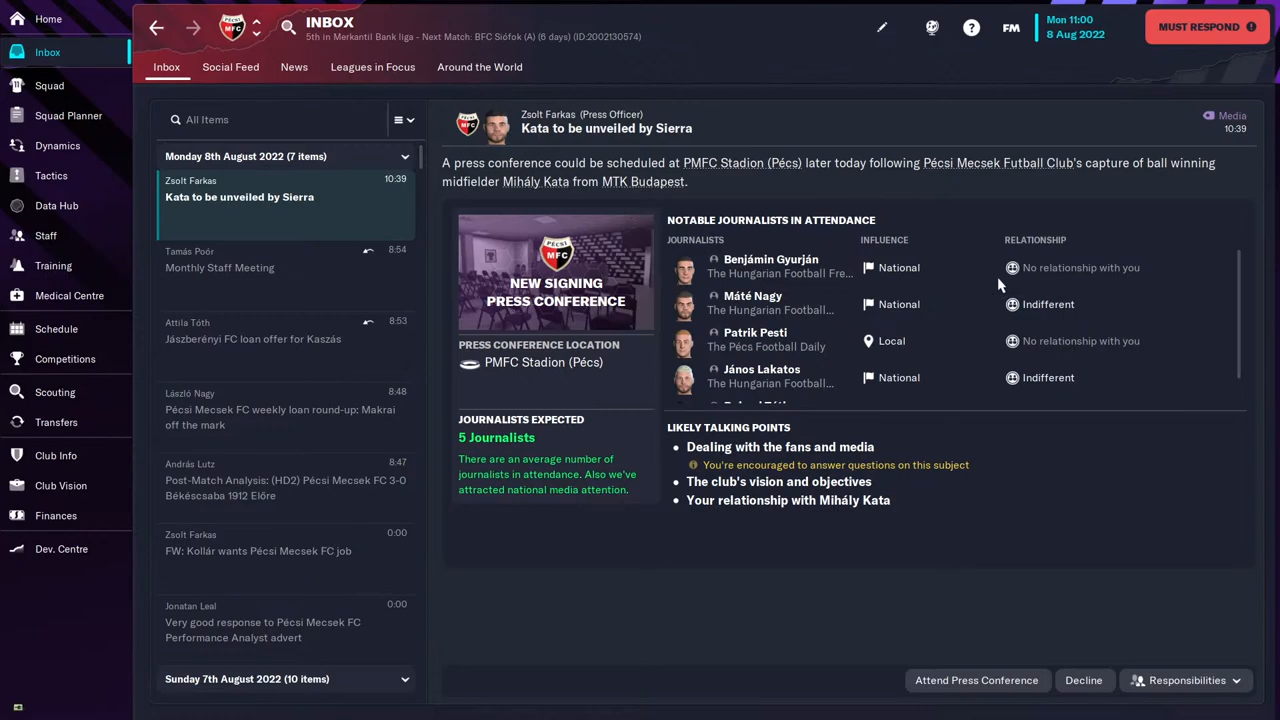 Home
Inbox
Squad
Squad Planner
Dynamics
Tactics
Data Hub
Staff
Training
Medical Centre
Schedule
Competitions
Scouting
Transfers
Club Info
Club Vision
Finances
Dev. Centre
PÉCSI MFC
INBOX
5th in Merkantil Bank liga - Next Match: BFC Siófok (A) (6 days) (ID:2002130574)
FM
Mon 11:00
8 Aug 2022
MUST RESPOND
Inbox
Social Feed
News
Leagues in Focus
Around the World
All Items
Monday 8th August 2022 (7 items)
Zsolt Farkas 10:39
Kata to be unveiled by Sierra
Tamás Poór 8:54
Monthly Staff Meeting
Attila Tóth 8:53
Jászberényi FC loan offer for Kaszás
László Nagy 8:48
Pécsi Mecsek FC weekly loan round-up: Makrai
off the mark
András Lutz 8:47
Post-Match Analysis: (HD2) Pécsi Mecsek FC 3-0
Békéscsaba 1912 Előre
Zsolt Farkas 0:00
FW: Kollár wants Pécsi Mecsek FC job
Jonatan Leal 0:00
Very good response to Pécsi Mecsek FC
Performance Analyst advert
Sunday 7th August 2022 (10 items)
Zsolt Farkas (Press Officer)
Kata to be unveiled by Sierra
Media
10:39
A press conference could be scheduled at PMFC Stadion (Pécs) later today following Pécsi Mecsek Futball Club's capture of ball winning
midfielder Mihály Kata from MTK Budapest.
PÉCSI MFC
NEW SIGNING
PRESS CONFERENCE
PRESS CONFERENCE LOCATION
PMFC Stadion (Pécs)
JOURNALISTS EXPECTED
5 Journalists
There are an average number of
journalists in attendance. Also we've
attracted national media attention.
NOTABLE JOURNALISTS IN ATTENDANCE
JOURNALISTS INFLUENCE RELATIONSHIP
Benjámin Gyurján
The Hungarian Football Fre...
National
No relationship with you
Máté Nagy
The Hungarian Football...
National
Indifferent
Patrik Pesti
The Pécs Football Daily
Local
No relationship with you
János Lakatos
The Hungarian Football...
National
Indifferent
LIKELY TALKING POINTS
Dealing with the fans and media
You're encouraged to answer questions on this subject
The club's vision and objectives
Your relationship with Mihály Kata
Attend Press Conference
Decline
Responsibilities